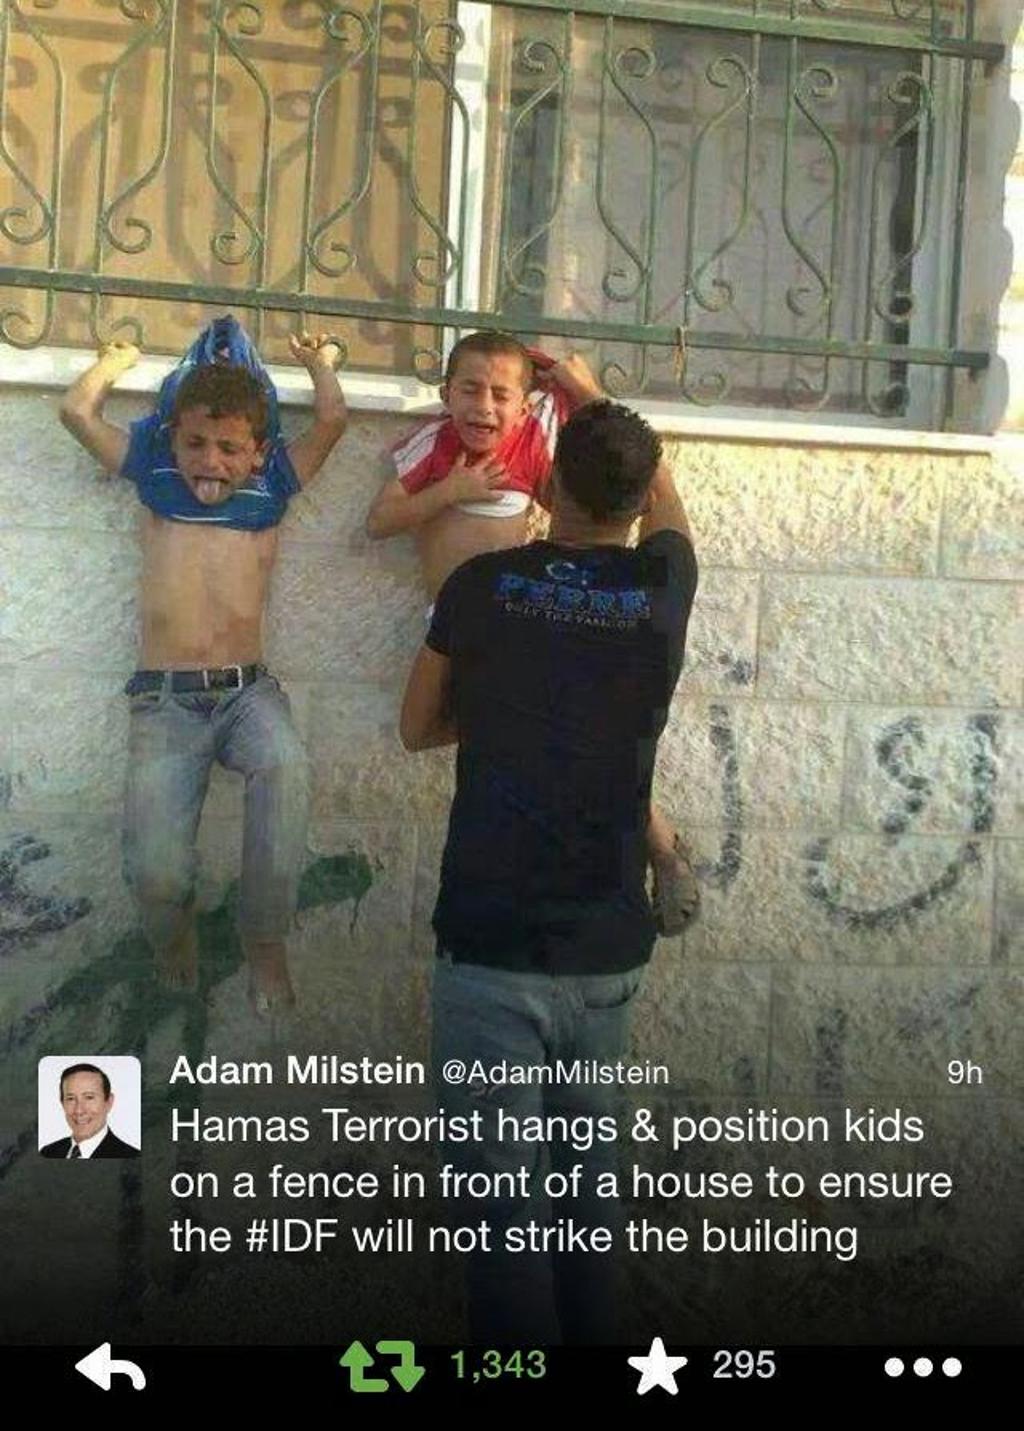 PERRE
Adam Milstein @AdamMilstein 9h
Hamas Terrorist hangs & position kids
on a fence in front of a house to ensure
the #IDF will not strike the building
1,343 295